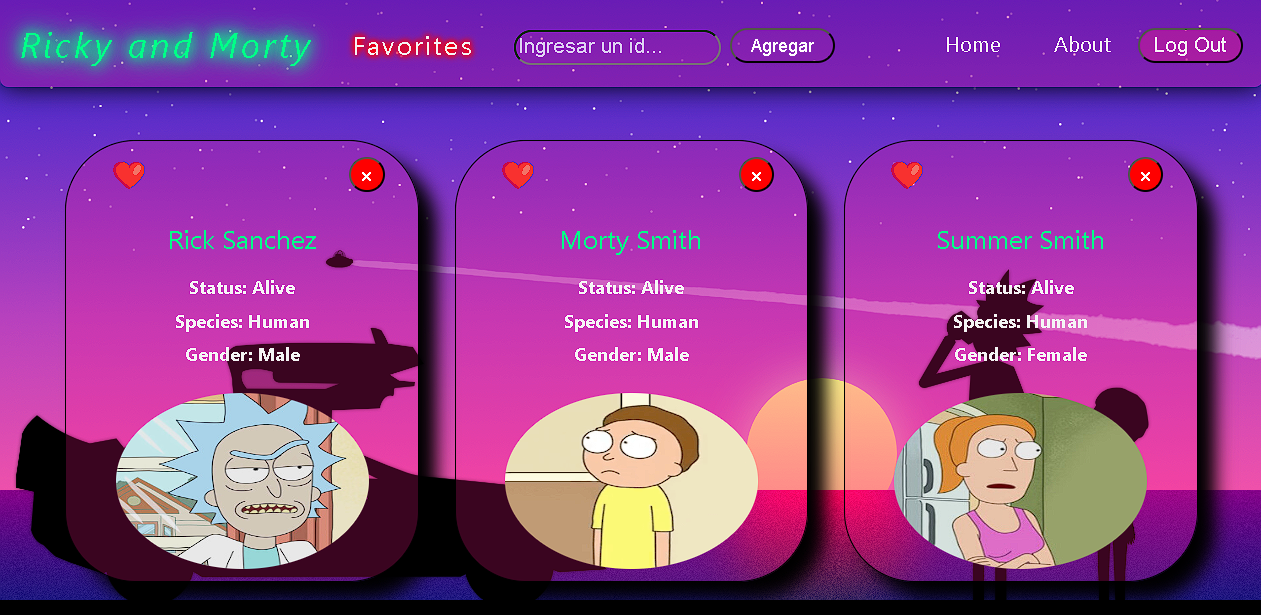 Ricky and Morty
Favorites
Ingresar un id...
Agregar
Home
About
Log Out
×
×
×
Rick Sanchez
Status: Alive
Species: Human
Gender: Male
Morty Smith
Status: Alive
Species: Human
Gender: Male
Summer Smith
Status: Alive
Species: Human
Gender: Female